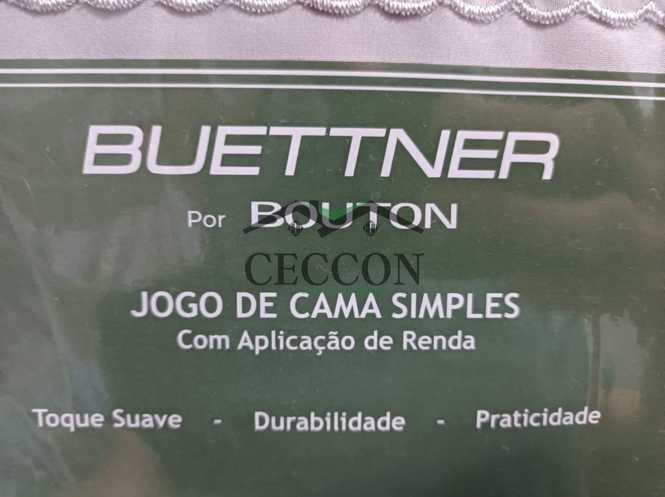 BUETTNER
Por BOUTON
CECCON
JOGO DE CAMA SIMPLES
Com Aplicação de Renda
Toque Suave - Durabilidade - Praticidade